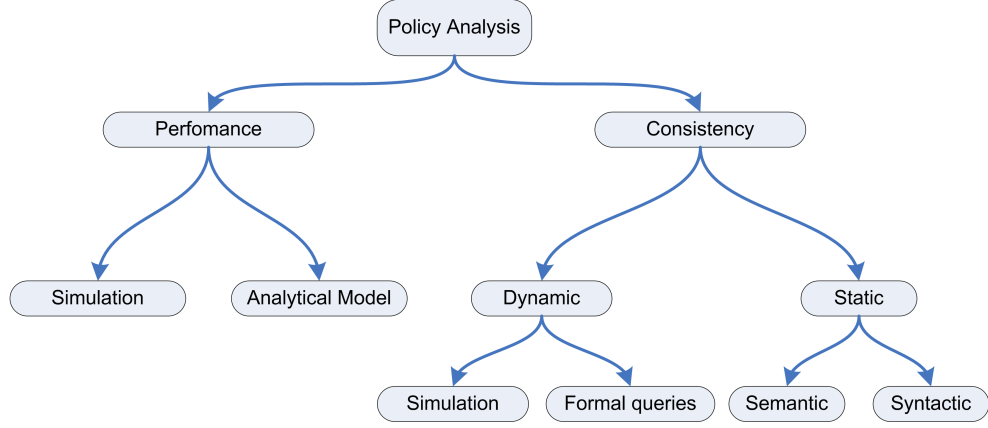 Policy Analysis
Perfomance
Consistency
Simulation
Analytical Model
Dynamic
Static
Simulation
Formal queries
Semantic
Syntactic